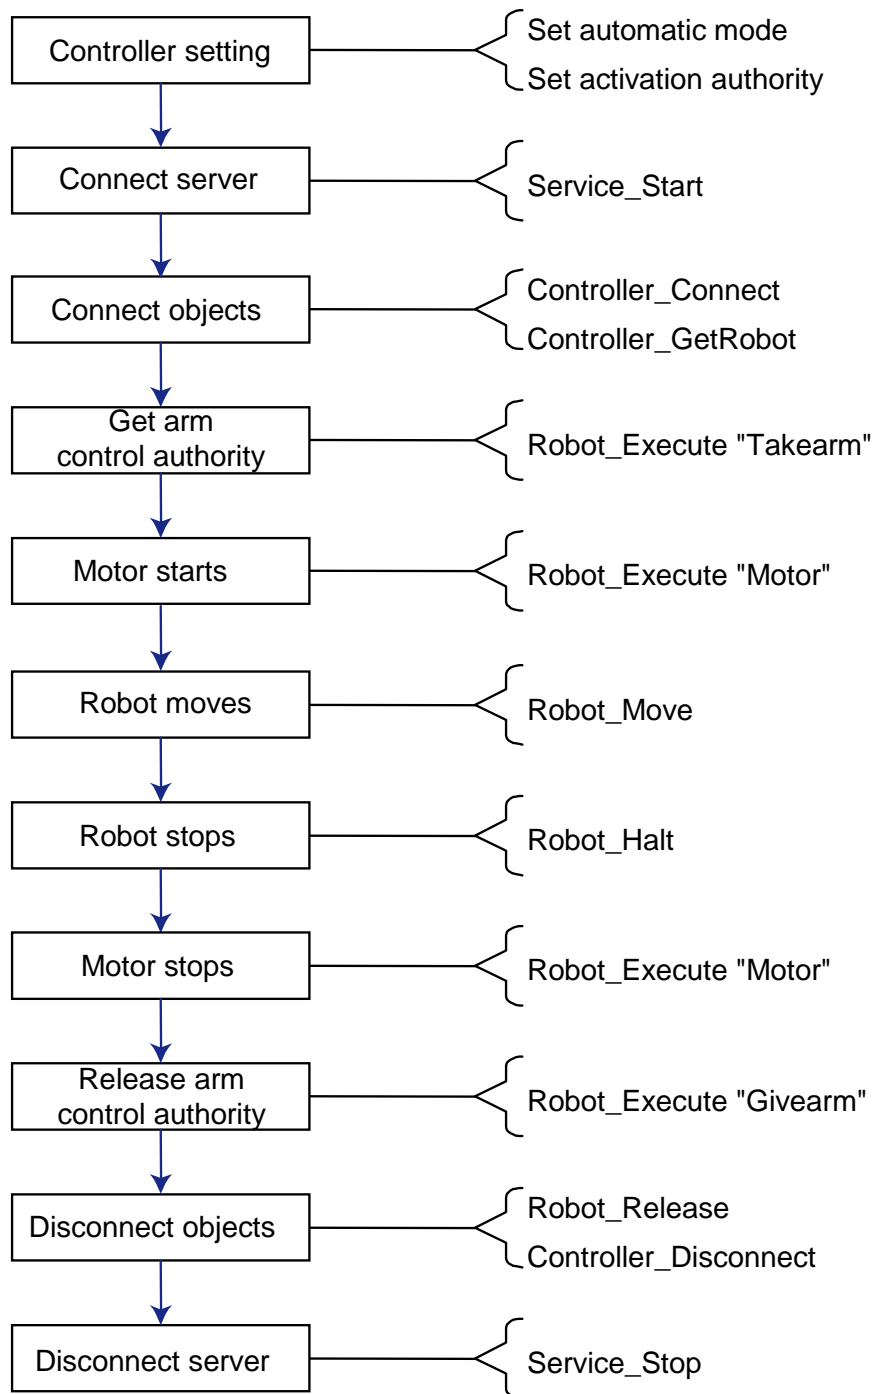 Controller setting
Set automatic mode
Set activation authority
Connect server
Service_Start
Connect objects
Controller_Connect
Controller_GetRobot
Get arm
control authority
Robot_Execute "Takearm"
Motor starts
Robot_Execute "Motor"
Robot moves
Robot_Move
Robot stops
Robot_Halt
Motor stops
Robot_Execute "Motor"
Release arm
control authority
Robot_Execute "Givearm"
Disconnect objects
Robot_Release
Controller_Disconnect
Disconnect server
Service_Stop